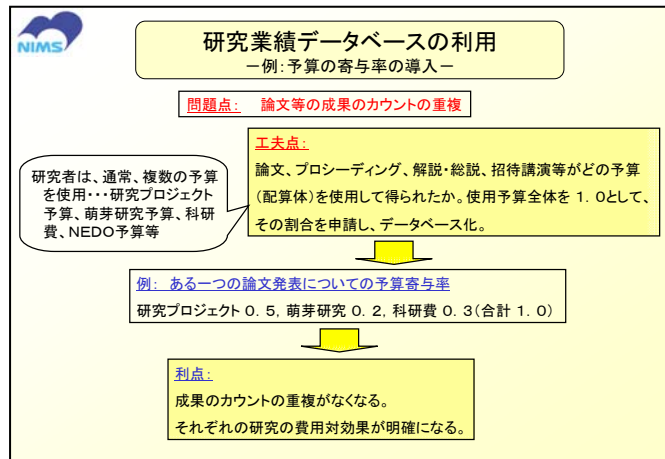 NIMS
研究業績データベースの利用
－例：予算の寄与率の導入－
問題点： 論文等の成果のカウントの重複
工夫点：
論文、プロシーディング、解説・総説、招待講演等がどの予算
（配算体）を使用して得られたか。使用予算全体を １．０として、
その割合を申請し、データベース化。
研究者は、通常、複数の予算
を使用・・・研究プロジェクト
予算、萌芽研究予算、科研
費、NEDO予算等
例： ある一つの論文発表についての予算寄与率
研究プロジェクト ０．５，萌芽研究 ０．２，科研費 ０．３（合計 １．０）
利点：
成果のカウントの重複がなくなる。
それぞれの研究の費用対効果が明確になる。